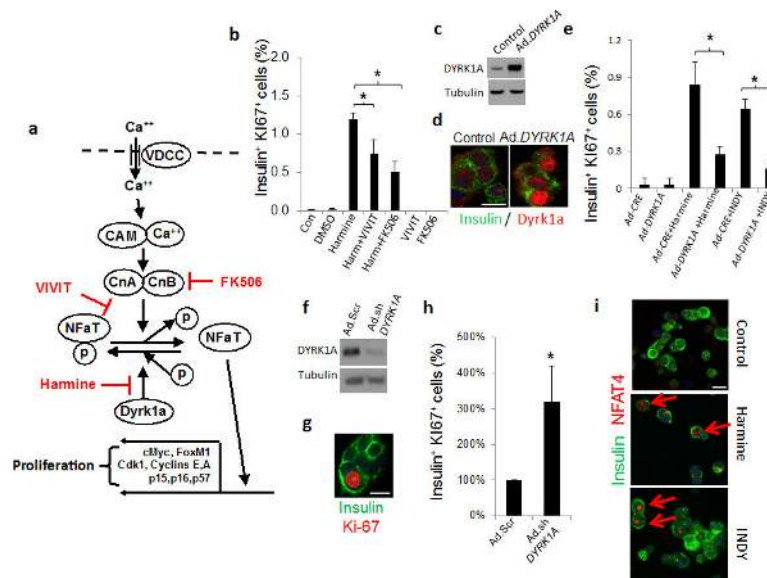 a
Ca++
VDCC
Ca++
CAM
Ca++
CnA
CnB
VIVIT
FK506
NFaT
P
P
NFaT
P
Harmine
Dyrk1a
Proliferation
cMyc, FoxM1
Cdk1, Cyclins E,A
p15,p16,p57
b
Insulin+ KI67+ cells (%)
2.0
1.5
1.0
0.5
0.0
*
*
Con
DMSO
Harmine
Harm+VIVIT
Harm+FK506
VIVIT
FK506
c
Control
Ad.DYRK1A
DYRK1A
Tubulin
d
Control Ad.DYRK1A
Insulin / Dyrk1a
e
Insulin+ KI67+ cells (%)
1.2
0.9
0.6
0.3
0
*
*
Ad-CRE
Ad-DYRK1A
Ad-CRE+Harmine
Ad-DYRK1A +Harmine
Ad-CRE+INDY
Ad-DYRK1A +INDY
f
Ad.Scr
Ad.sh
DYRK1A
DYRK1A
Tubulin
g
Insulin
Ki-67
h
Insulin+ KI67+ cells (%)
500%
400%
300%
200%
100%
0%
*
Ad.Scr
Ad.sh
DYRK1A
i
Insulin NFAT4
Control
Harmine
INDY